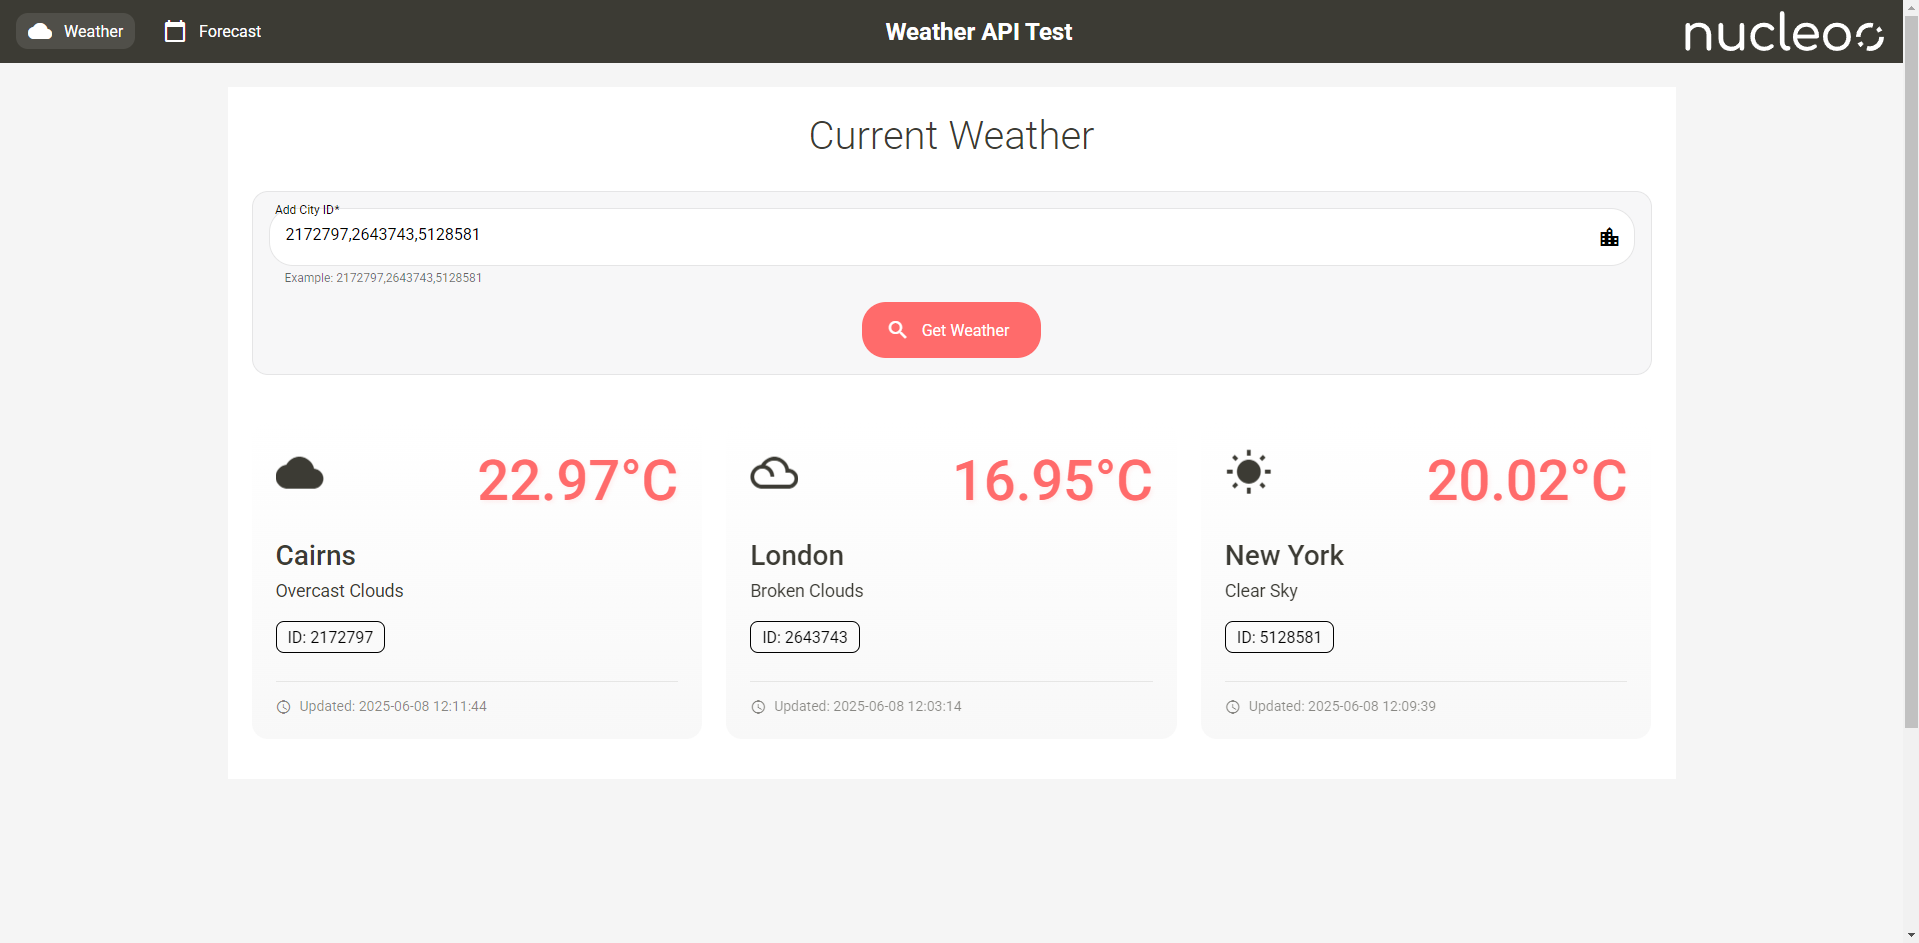 Weather
Forecast
Weather API Test
nucleos
Current Weather
Add City ID*
2172797,2643743,5128581
Example: 2172797,2643743,5128581
Get Weather
22.97°C
Cairns
Overcast Clouds
ID: 2172797
Updated: 2025-06-08 12:11:44
16.95°C
London
Broken Clouds
ID: 2643743
Updated: 2025-06-08 12:03:14
20.02°C
New York
Clear Sky
ID: 5128581
Updated: 2025-06-08 12:09:39